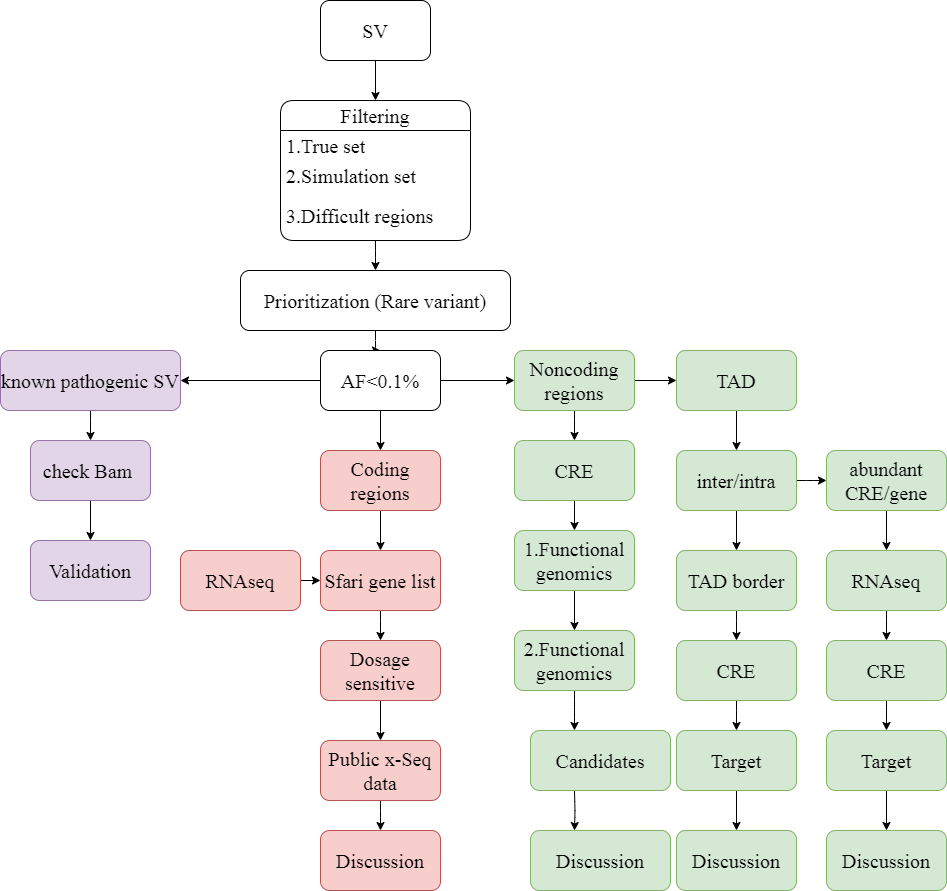 SV
Filtering
1.True set
2.Simulation set
3.Difficult regions
Prioritization (Rare variant)
known pathogenic SV
AF<0.1%
Noncoding
regions
TAD
check Bam
Coding
regions
CRE
inter/intra
abundant
CRE/gene
Validation
RNAseq
Sfari gene list
1.Functional
genomics
TAD border
RNAseq
Dosage
sensitive
2.Functional
genomics
CRE
CRE
Public x-Seq
data
Candidates
Target
Target
Discussion
Discussion
Discussion
Discussion